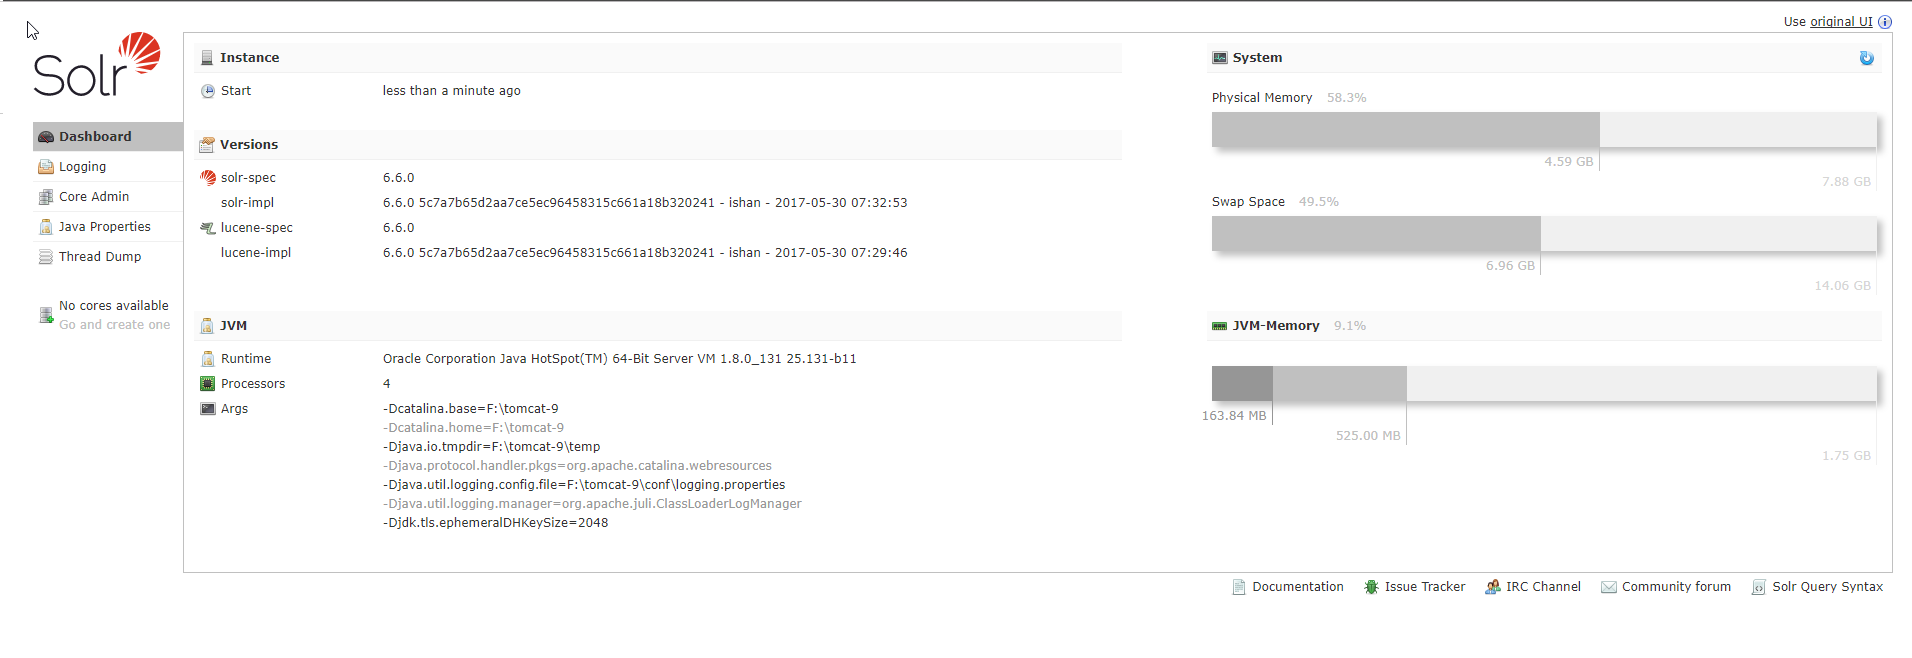 Use original UI
Solr
Dashboard
Logging
Core Admin
Java Properties
Thread Dump
No cores available
Go and create one
Instance
Start less than a minute ago
Versions
solr-spec 6.6.0
solr-impl 6.6.0 5c7a7b65d2aa7ce5ec96458315c661a18b320241 - ishan - 2017-05-30 07:32:53
lucene-spec 6.6.0
lucene-impl 6.6.0 5c7a7b65d2aa7ce5ec96458315c661a18b320241 - ishan - 2017-05-30 07:29:46
JVM
Runtime Oracle Corporation Java HotSpot(TM) 64-Bit Server VM 1.8.0_131 25.131-b11
Processors 4
Args -Dcatalina.base=F:\tomcat-9
-Dcatalina.home=F:\tomcat-9
-Djava.io.tmpdir=F:\tomcat-9\temp
-Djava.protocol.handler.pkgs=org.apache.catalina.webresources
-Djava.util.logging.config.file=F:\tomcat-9\conf\logging.properties
-Djava.util.logging.manager=org.apache.juli.ClassLoaderLogManager
-Djdk.tls.ephemeralDHKeySize=2048
System
Physical Memory 58.3%
4.59 GB
7.88 GB
Swap Space 49.5%
6.96 GB
14.06 GB
JVM-Memory 9.1%
163.84 MB
525.00 MB
1.75 GB
Documentation Issue Tracker IRC Channel Community forum Solr Query Syntax